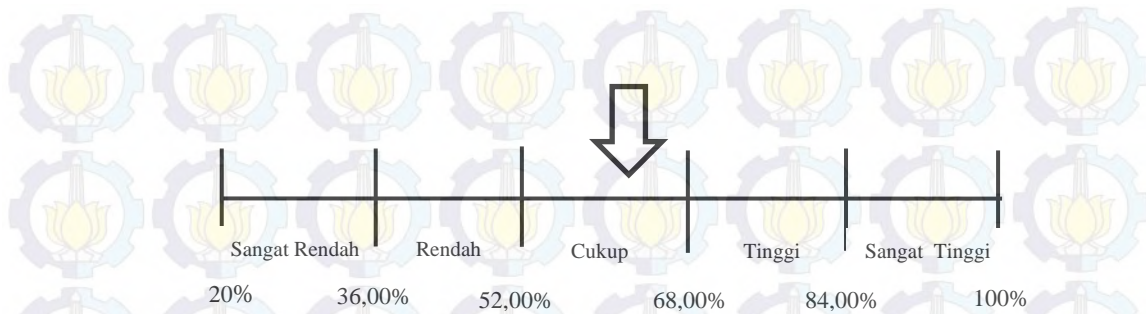 Sangat Rendah Rendah Cukup Tinggi Sangat Tinggi
20% 36,00% 52,00% 68,00% 84,00% 100%